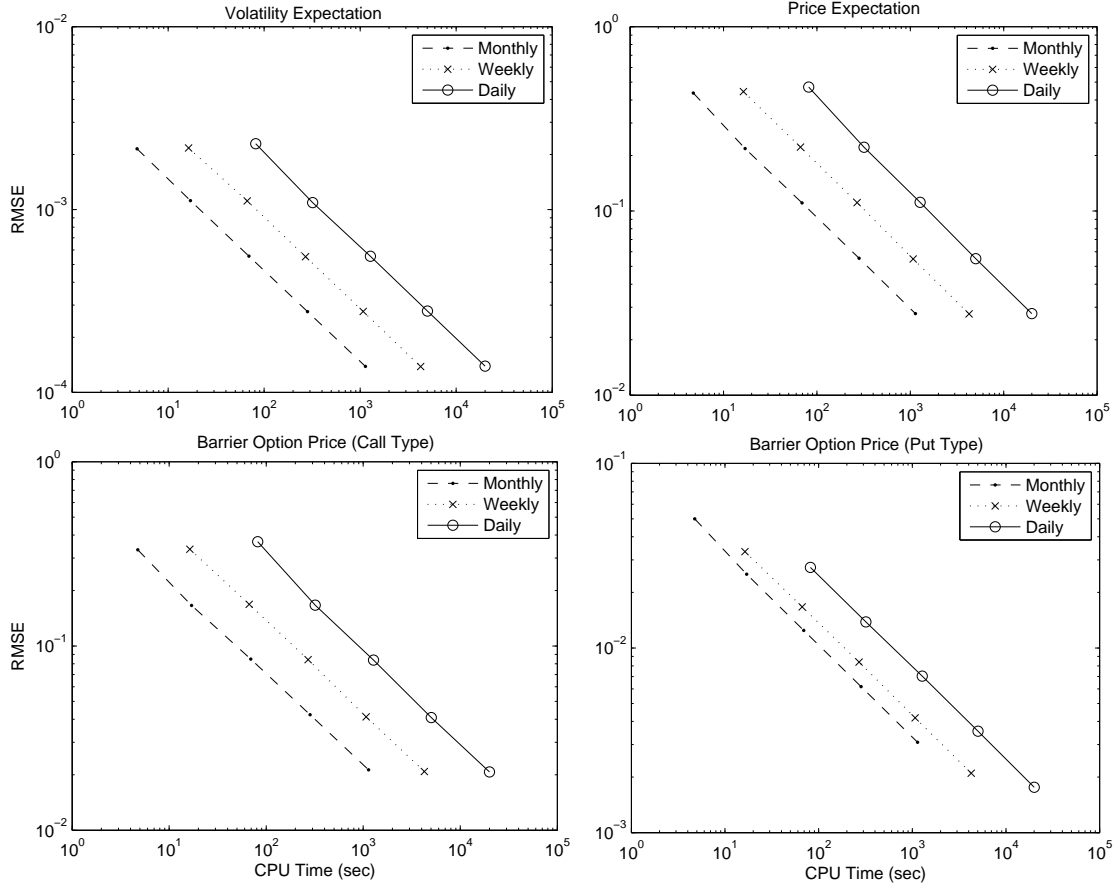 Volatility Expectation
10^-2
10^-3
10^-4
RMSE
10^0 10^1 10^2 10^3 10^4 10^5
Monthly
Weekly
Daily
Price Expectation
10^0
10^-1
10^-2
10^0 10^1 10^2 10^3 10^4 10^5
Monthly
Weekly
Daily
Barrier Option Price (Call Type)
10^0
10^-1
10^-2
RMSE
10^0 10^1 10^2 10^3 10^4 10^5
CPU Time (sec)
Monthly
Weekly
Daily
Barrier Option Price (Put Type)
10^-1
10^-2
10^-3
10^0 10^1 10^2 10^3 10^4 10^5
CPU Time (sec)
Monthly
Weekly
Daily